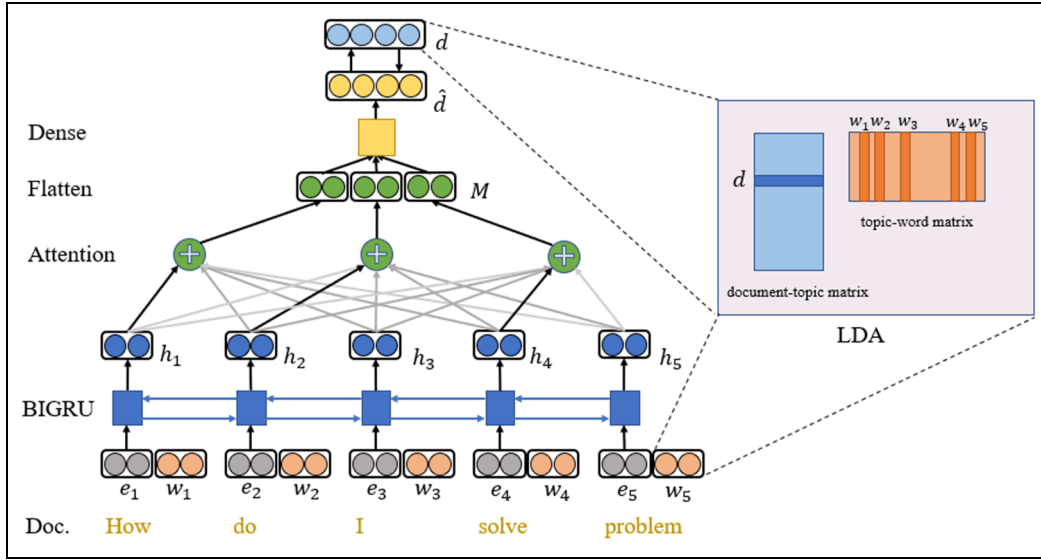 d
d̂
Dense
w₁ w₂ w₃ w₄ w₅
d
Flatten
M
topic-word matrix
Attention
document-topic matrix
LDA
h₁ h₂ h₃ h₄ h₅
BIGRU
e₁ w₁ e₂ w₂ e₃ w₃ e₄ w₄ e₅ w₅
Doc. How do I solve problem